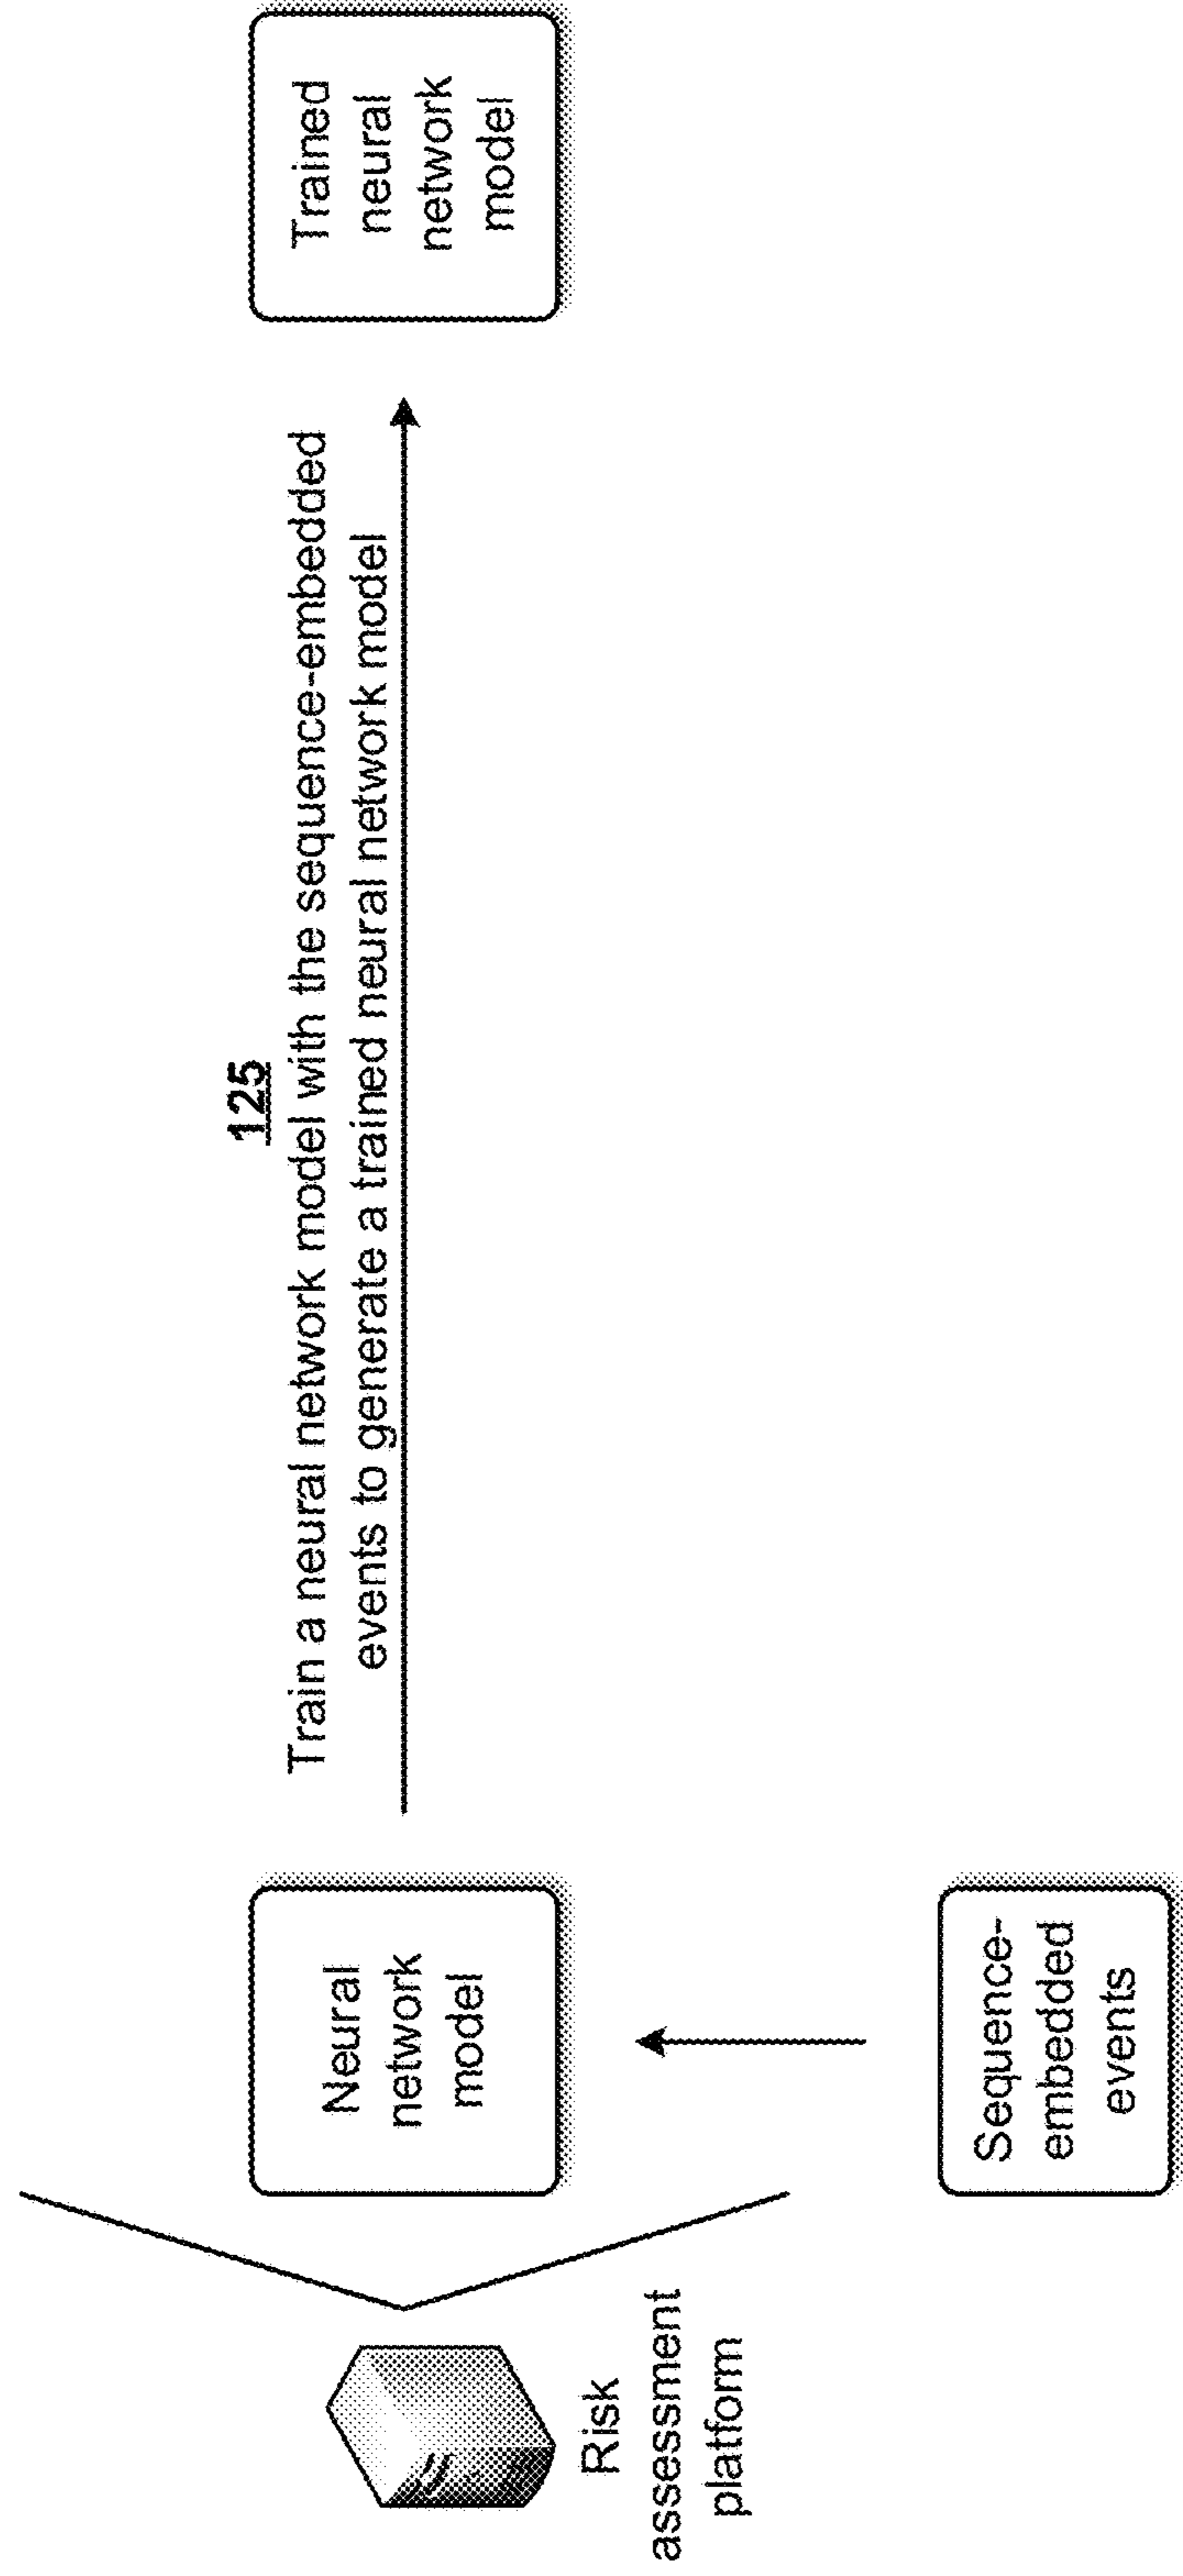 125
Train a neural network model with the sequence-embedded
events to generate a trained neural network model
Risk
assessment
platform
Neural
network
model
Trained
neural
network
model
Sequence-
embedded
events